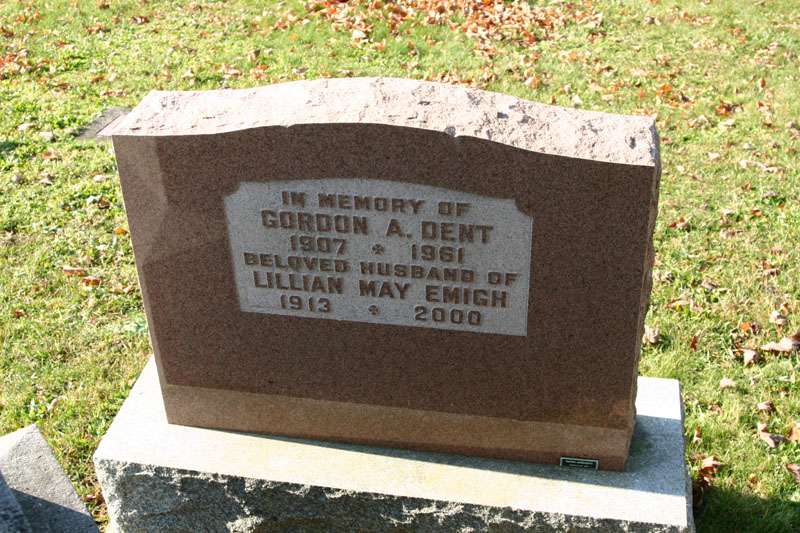 IN MEMORY OF
GORDON A. DENT
1907 ✤ 1961
BELOVED HUSBAND OF
LILLIAN MAY EMIGH
1913 ✤ 2000